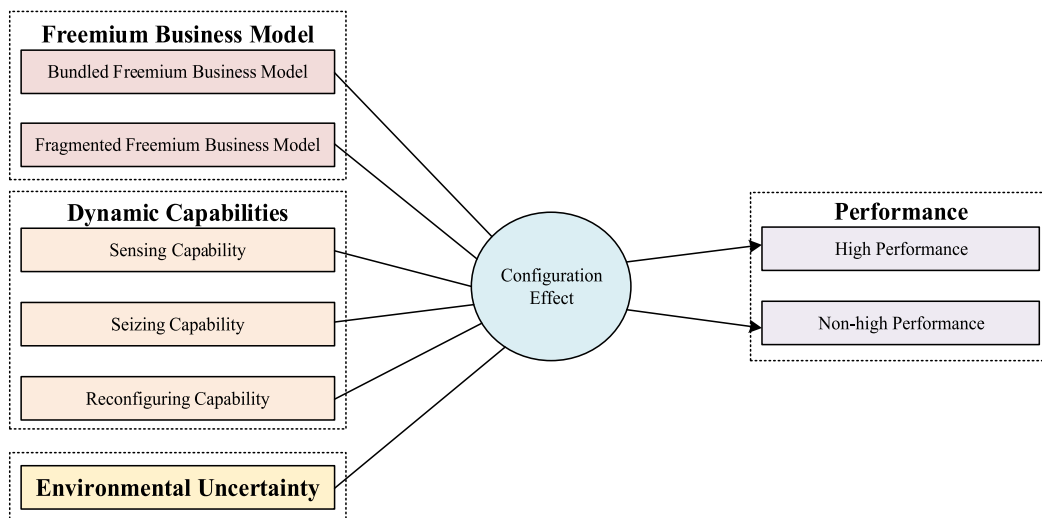 Freemium Business Model
Bundled Freemium Business Model
Fragmented Freemium Business Model
Dynamic Capabilities
Sensing Capability
Seizing Capability
Reconfiguring Capability
Environmental Uncertainty
Configuration
Effect
Performance
High Performance
Non-high Performance